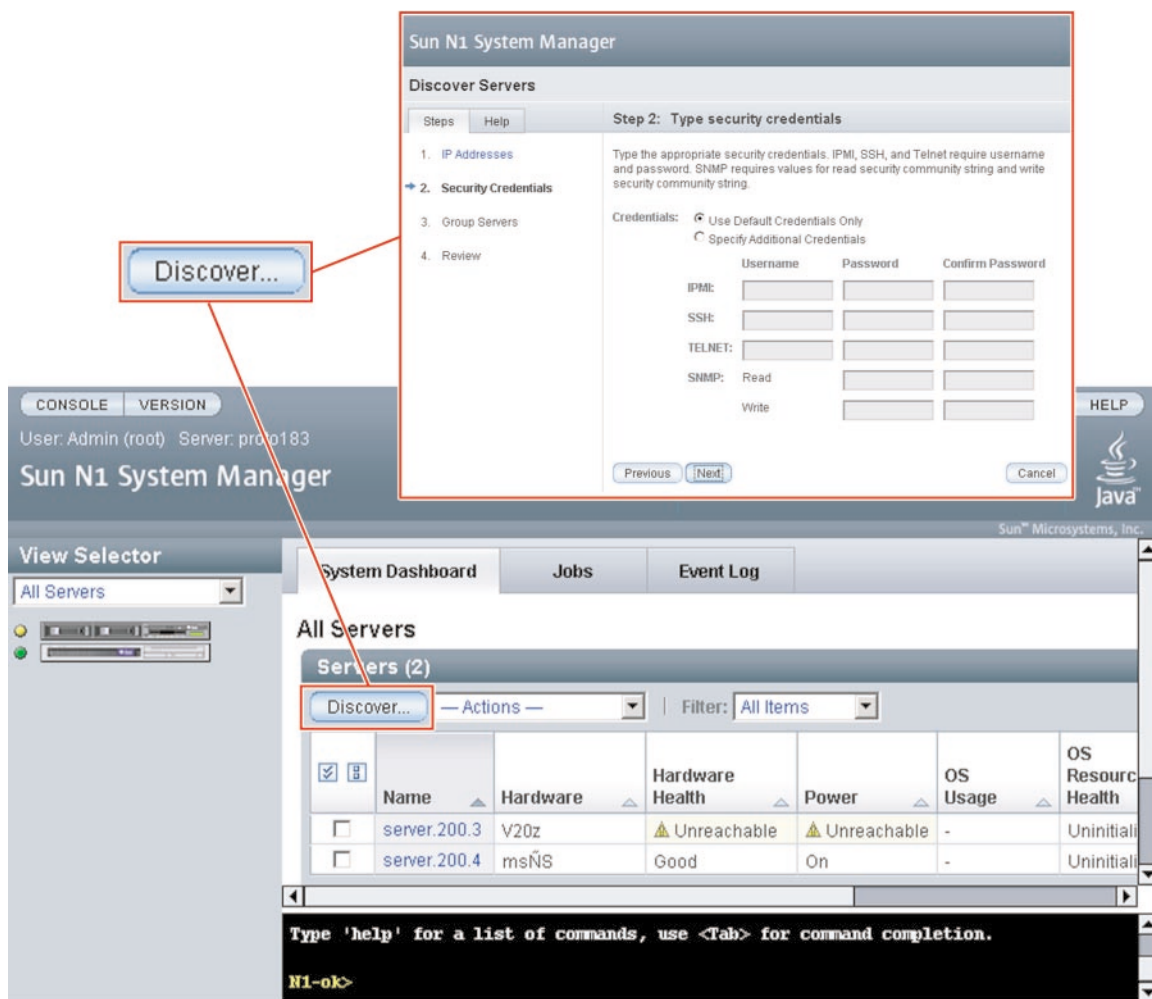 Sun N1 System Manager
Discover Servers
Steps Help
Step 2: Type security credentials
1. IP Addresses
2. Security Credentials
3. Group Servers
4. Review
Type the appropriate security credentials. IPMI, SSH, and Telnet require username
and password. SNMP requires values for read security community string and write
security community string.
Credentials: Use Default Credentials Only
Specify Additional Credentials
Username Password Confirm Password
IPMI:
SSH:
TELNET:
SNMP: Read
Write
Previous Next Cancel
Discover...
CONSOLE VERSION HELP
User: Admin (root) Server: proto183
Sun N1 System Manager
Java™
Sun™ Microsystems, Inc.
View Selector
All Servers
System Dashboard Jobs Event Log
All Servers
Servers (2)
Discover... — Actions — Filter: All Items
Name Hardware Hardware Health Power OS Usage OS Resourc Health
server.200.3 V20z Unreachable Unreachable - Uninitiali
server.200.4 msÑS Good On - Uninitiali
Type 'help' for a list of commands, use <Tab> for command completion.
N1-ok>